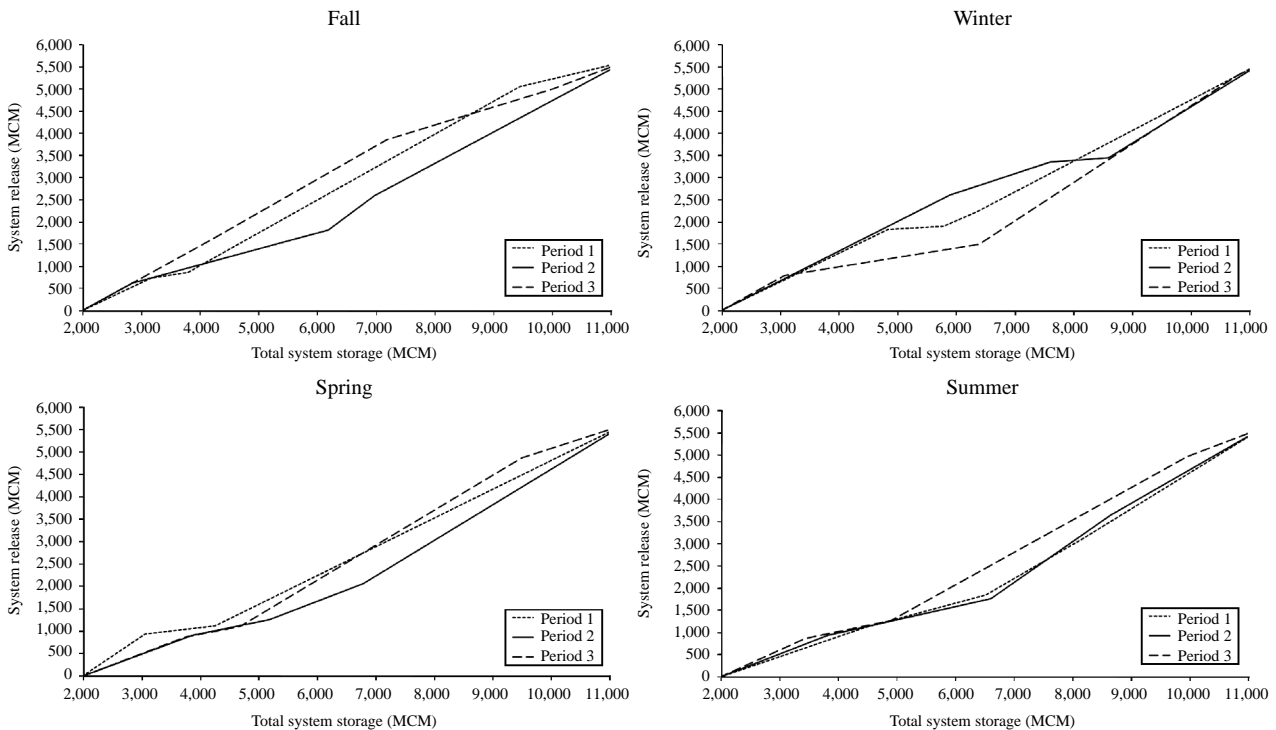 Fall
6,000
5,500
5,000
4,500
4,000
3,500
3,000
2,500
2,000
1,500
1,000
500
0
System release (MCM)
Period 1
Period 2
Period 3
2,000 3,000 4,000 5,000 6,000 7,000 8,000 9,000 10,000 11,000
Total system storage (MCM)
Winter
6,000
5,500
5,000
4,500
4,000
3,500
3,000
2,500
2,000
1,500
1,000
500
0
System release (MCM)
Period 1
Period 2
Period 3
2,000 3,000 4,000 5,000 6,000 7,000 8,000 9,000 10,000 11,000
Total system storage (MCM)
Spring
6,000
5,500
5,000
4,500
4,000
3,500
3,000
2,500
2,000
1,500
1,000
500
0
System release (MCM)
Period 1
Period 2
Period 3
2,000 3,000 4,000 5,000 6,000 7,000 8,000 9,000 10,000 11,000
Total system storage (MCM)
Summer
6,000
5,500
5,000
4,500
4,000
3,500
3,000
2,500
2,000
1,500
1,000
500
0
System release (MCM)
Period 1
Period 2
Period 3
2,000 3,000 4,000 5,000 6,000 7,000 8,000 9,000 10,000 11,000
Total system storage (MCM)